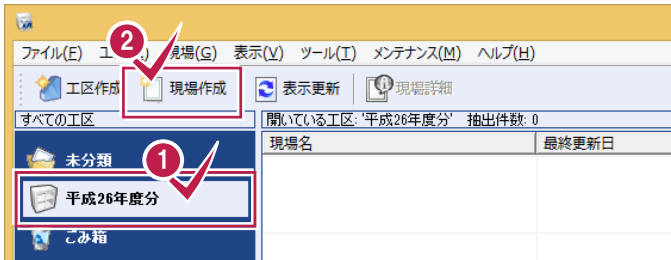 2
ファイル(F) 現場(G) 表示(V) ツール(T) メンテナンス(M) ヘルプ(H)
工区作成 現場作成 表示更新 現場詳細
すべての工区 開いている工区: '平成26年度分' 抽出件数: 0
現場名 最終更新日
未分類
1
平成26年度分
ごみ箱